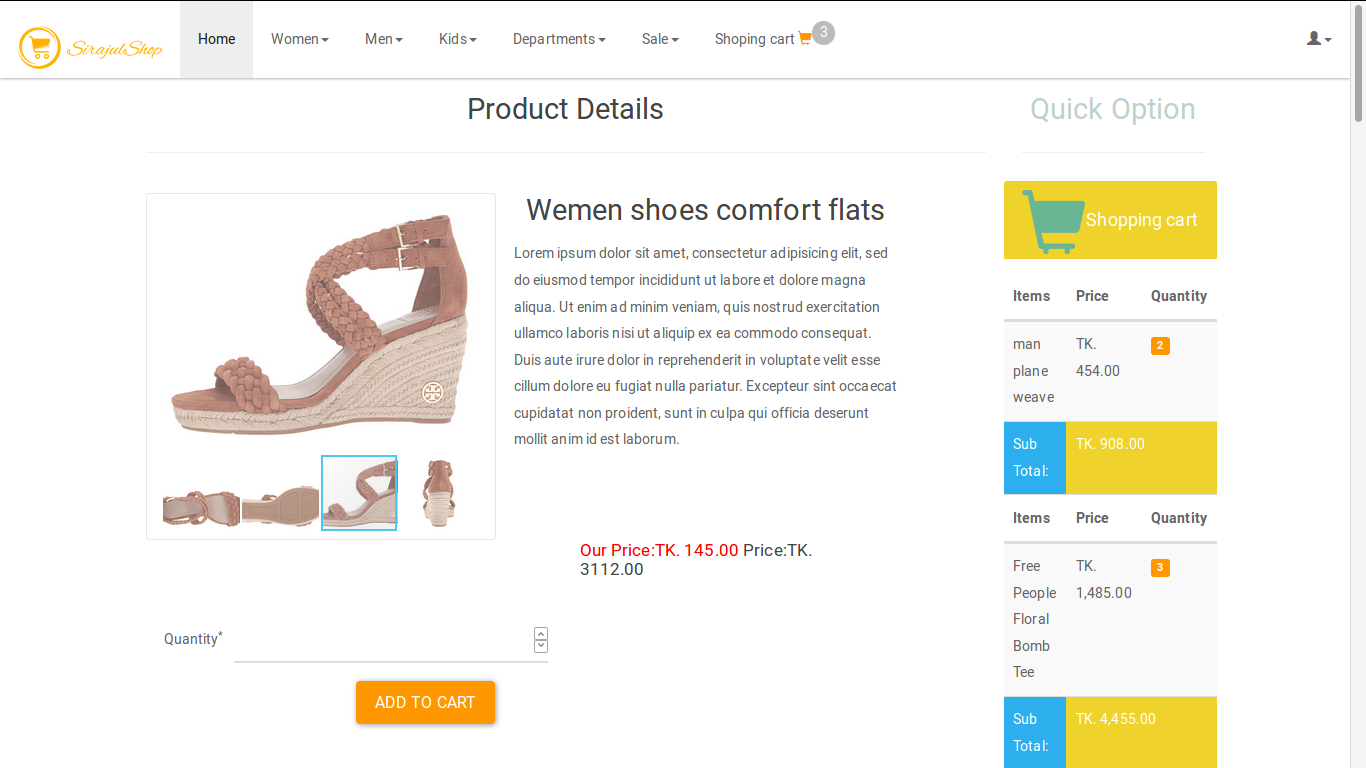 SirajulShop
Home
Women
Men
Kids
Departments
Sale
Shoping cart 3
Product Details
Quick Option
Wemen shoes comfort flats
Lorem ipsum dolor sit amet, consectetur adipisicing elit, sed
do eiusmod tempor incididunt ut labore et dolore magna
aliqua. Ut enim ad minim veniam, quis nostrud exercitation
ullamco laboris nisi ut aliquip ex ea commodo consequat.
Duis aute irure dolor in reprehenderit in voluptate velit esse
cillum dolore eu fugiat nulla pariatur. Excepteur sint occaecat
cupidatat non proident, sunt in culpa qui officia deserunt
mollit anim id est laborum.
Our Price:TK. 145.00 Price:TK.
3112.00
Quantity*
ADD TO CART
Shopping cart
Items Price Quantity
man TK. 2
plane 454.00
weave
Sub TK. 908.00
Total:
Items Price Quantity
Free TK. 3
People 1,485.00
Floral
Bomb
Tee
Sub TK. 4,455.00
Total: